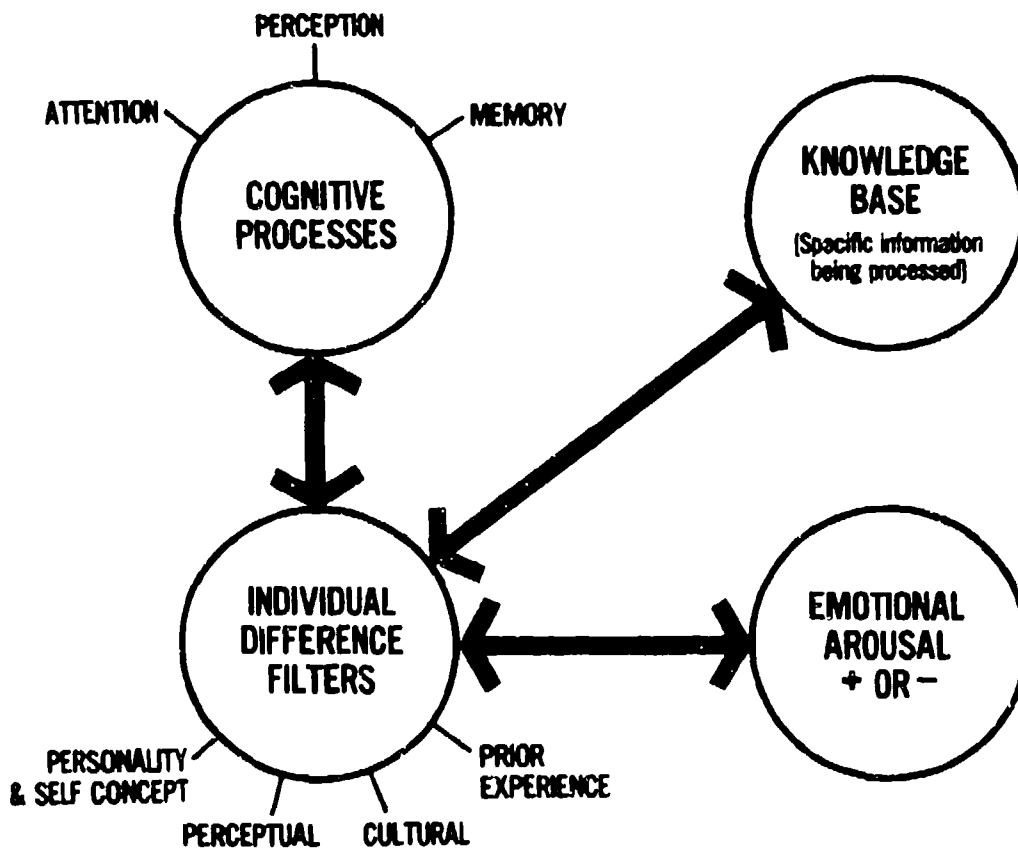 PERCEPTION
ATTENTION
MEMORY
COGNITIVE
PROCESSES
KNOWLEDGE
BASE
(Specific information
being processed)
INDIVIDUAL
DIFFERENCE
FILTERS
EMOTIONAL
AROUSAL
+ OR -
PERSONALITY
& SELF CONCEPT
PERCEPTUAL
CULTURAL
PRIOR
EXPERIENCE